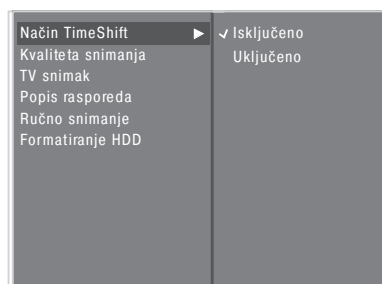 Način TimeShift
Kvaliteta snimanja
TV snimak
Popis rasporeda
Ručno snimanje
Formatiranje HDD
Isključeno
Uključeno